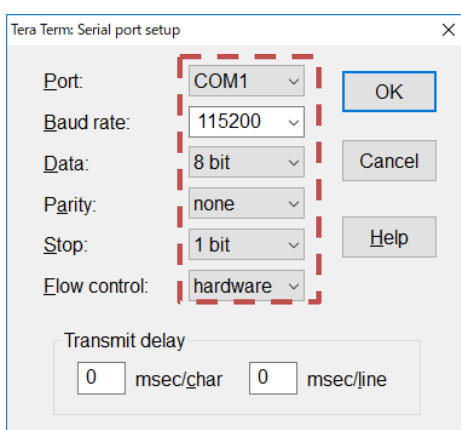 Tera Term: Serial port setup
Port: COM1 OK
Baud rate: 115200
Data: 8 bit Cancel
Parity: none
Stop: 1 bit Help
Flow control: hardware
Transmit delay
0 msec/char 0 msec/line